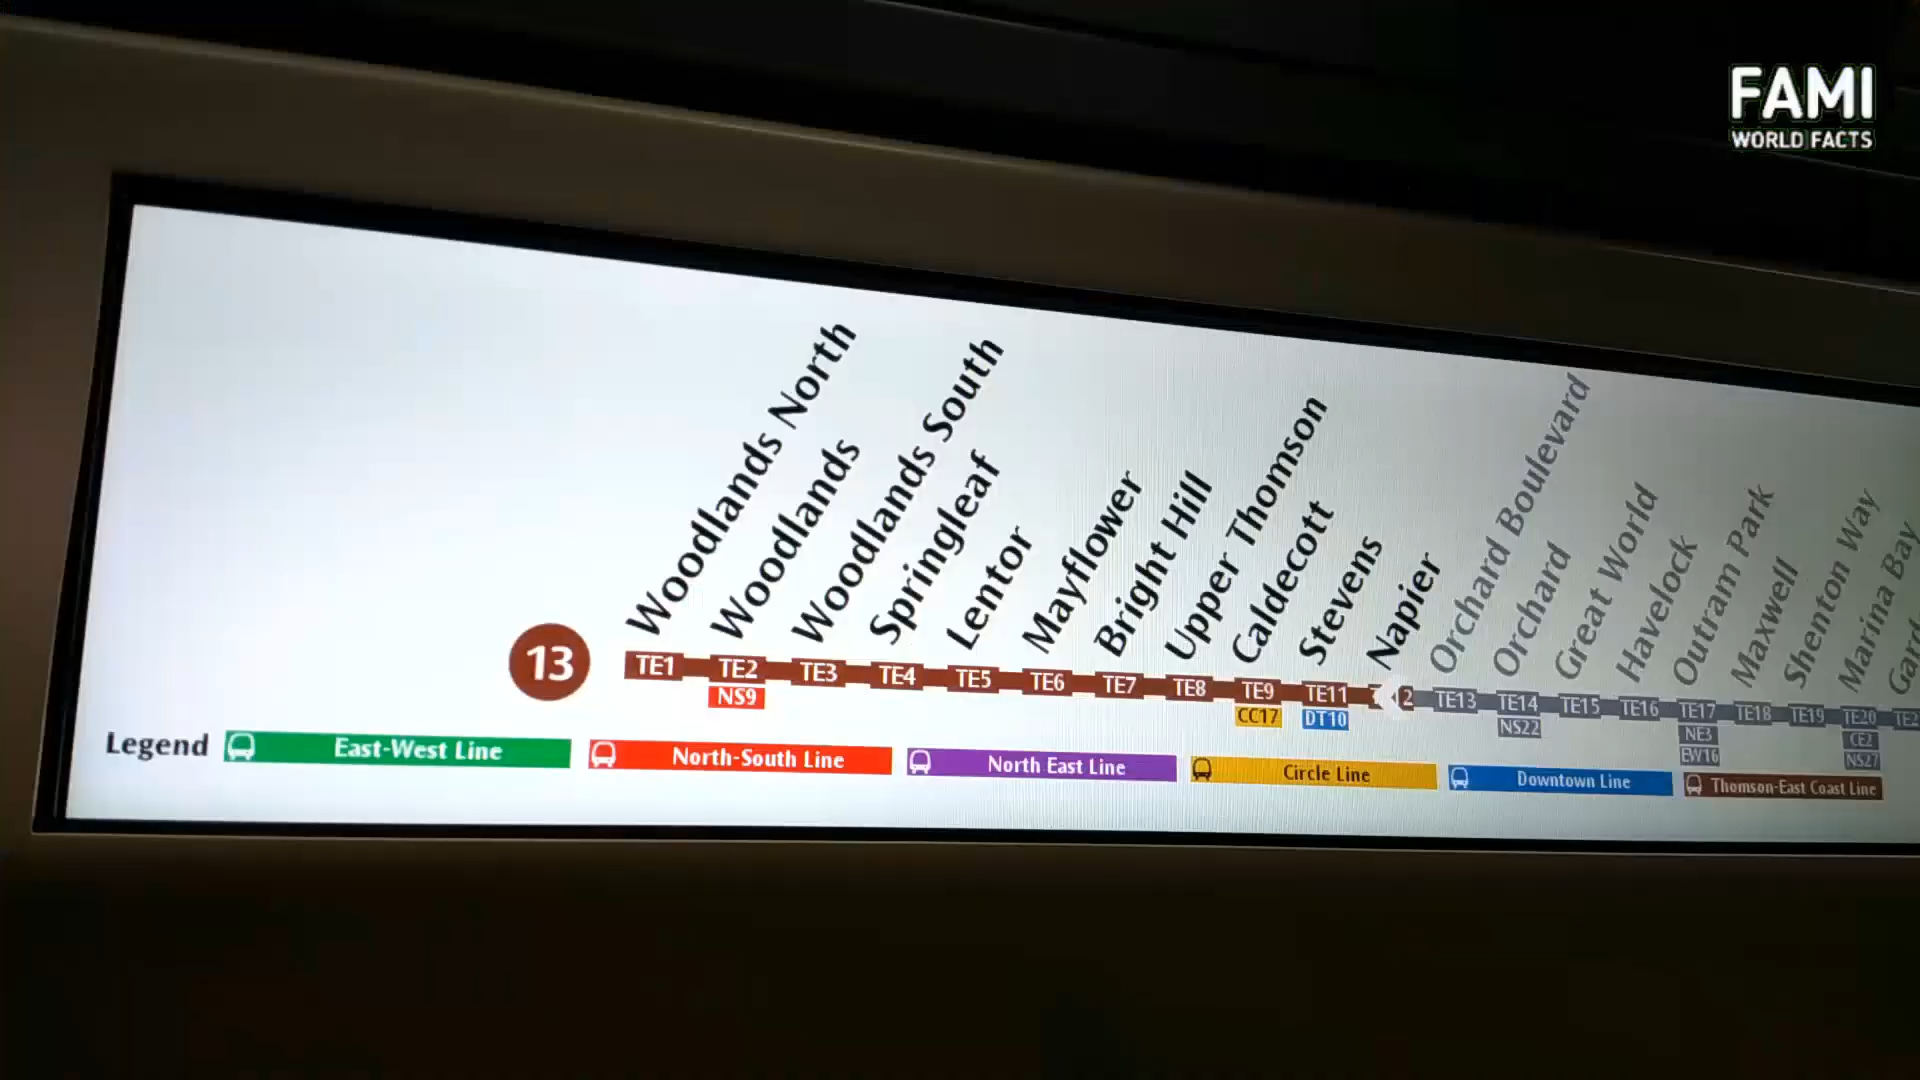 FAMI
WORLD FACTS
Woodlands North
Woodlands
Woodlands South
Springleaf
Lentor
Mayflower
Bright Hill
Upper Thomson
Caldecott
Stevens
Napier
Orchard Boulevard
Orchard
Great World
Havelock
Outram Park
Maxwell
Shenton Way
Marina Bay
13
TE1 TE2 TE3 TE4 TE5 TE6 TE7 TE8 TE9 TE11 2 TE13 TE14 TE15 TE16 TE17 TE18 TE19 TE20
NS9 CC17 DT10 NS22 NE3 CE2
EW16 NS27
Legend East-West Line North-South Line North East Line Circle Line Downtown Line Thomson-East Coast Line